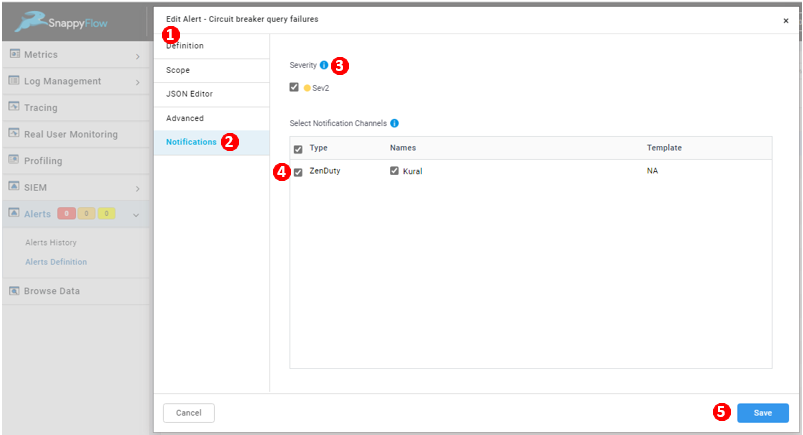 SnappyFlow
Metrics
Log Management
Tracing
Real User Monitoring
Profiling
SIEM
Alerts 0 0 0
Alerts History
Alerts Definition
Browse Data
Edit Alert - Circuit breaker query failures ×
1
Definition
Scope
JSON Editor
Advanced
Notifications 2
Severity i 3
Sev2
Select Notification Channels i
Type Names Template
4 ZenDuty Kural NA
Cancel 5 Save